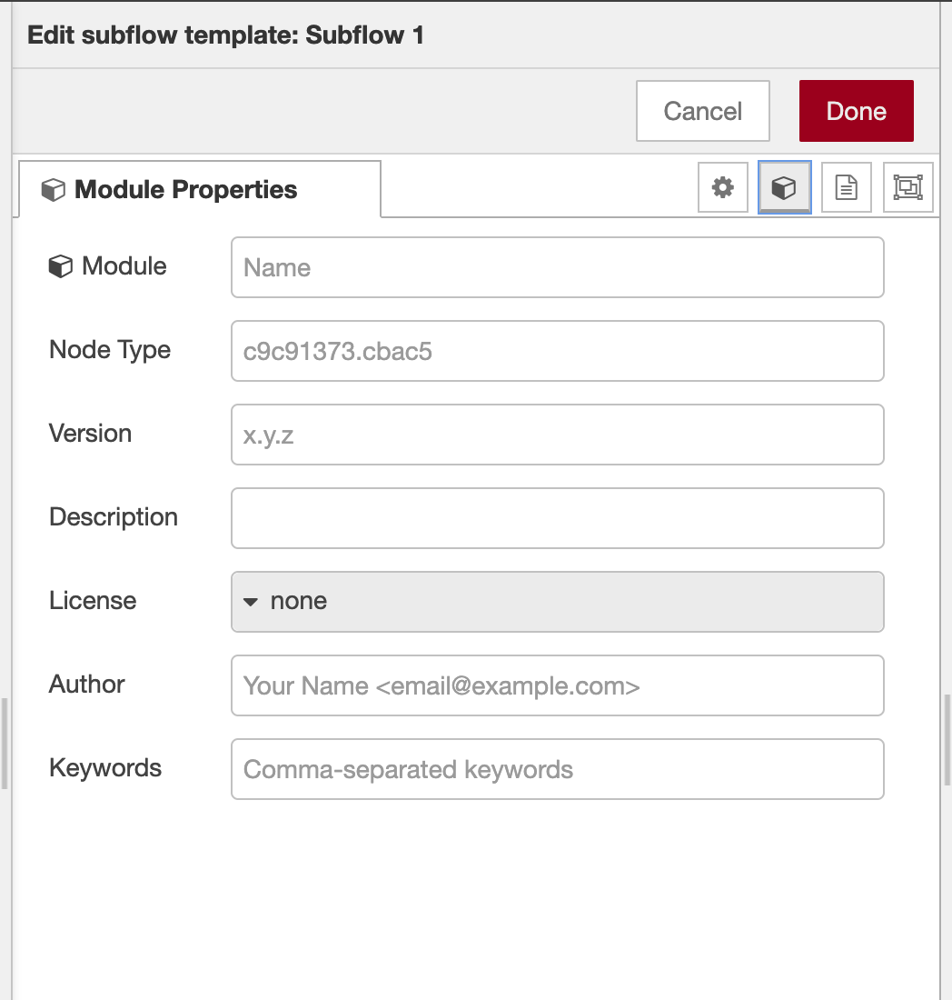 Edit subflow template: Subflow 1
Cancel
Done
Module Properties
Module
Name
Node Type
c9c91373.cbac5
Version
x.y.z
Description
License
none
Author
Your Name <email@example.com>
Keywords
Comma-separated keywords